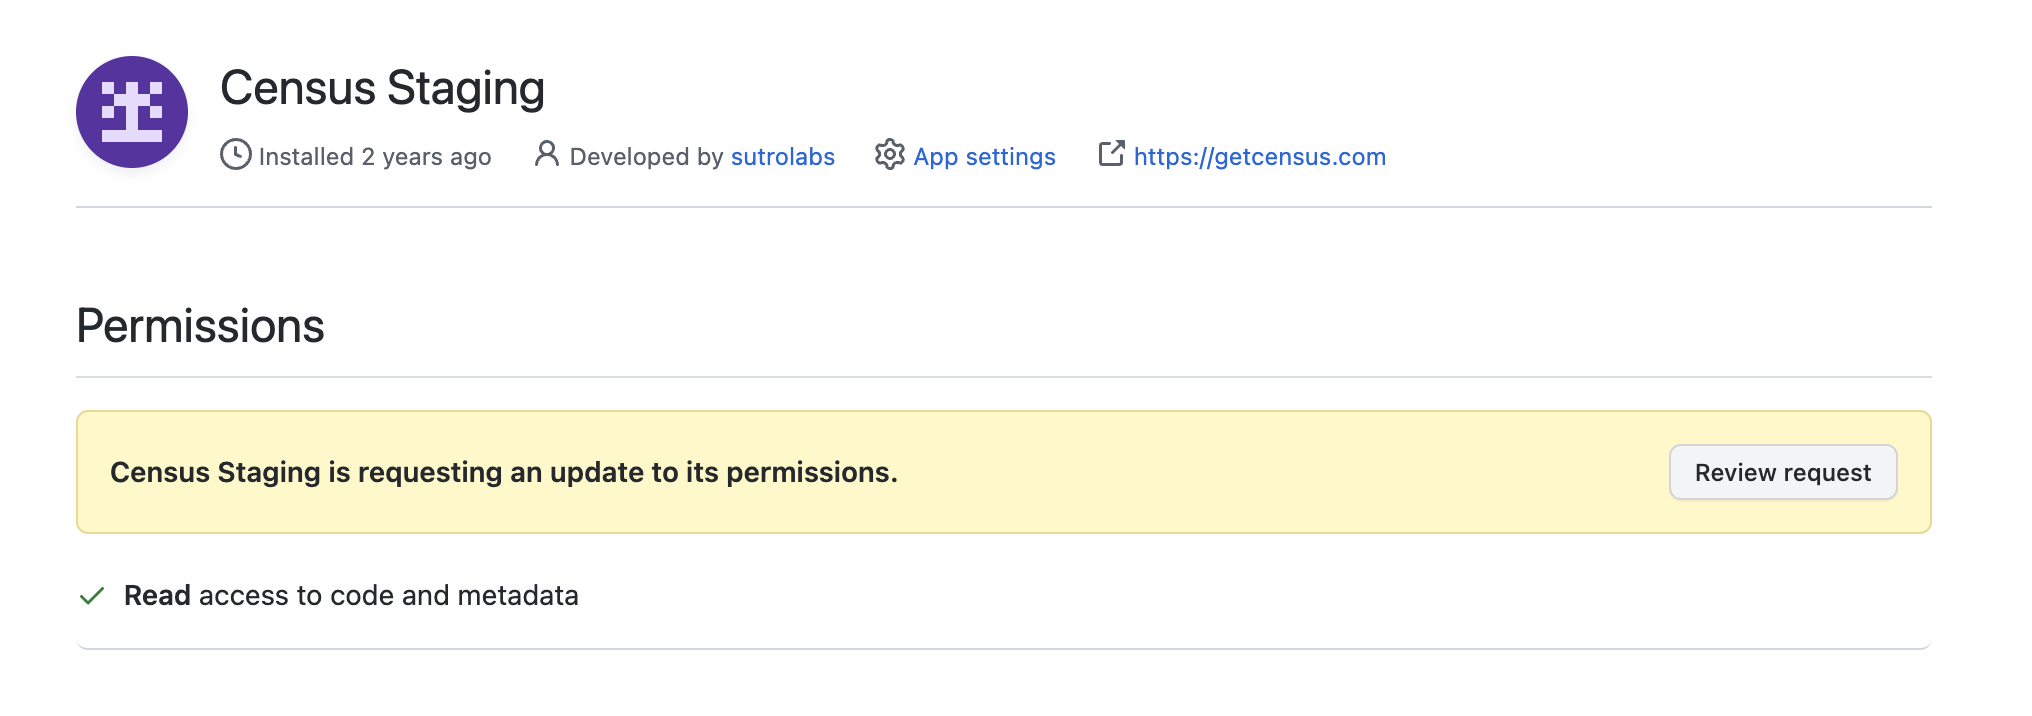 Census Staging
Installed 2 years ago Developed by sutrolabs App settings https://getcensus.com
Permissions
Census Staging is requesting an update to its permissions. Review request
Read access to code and metadata